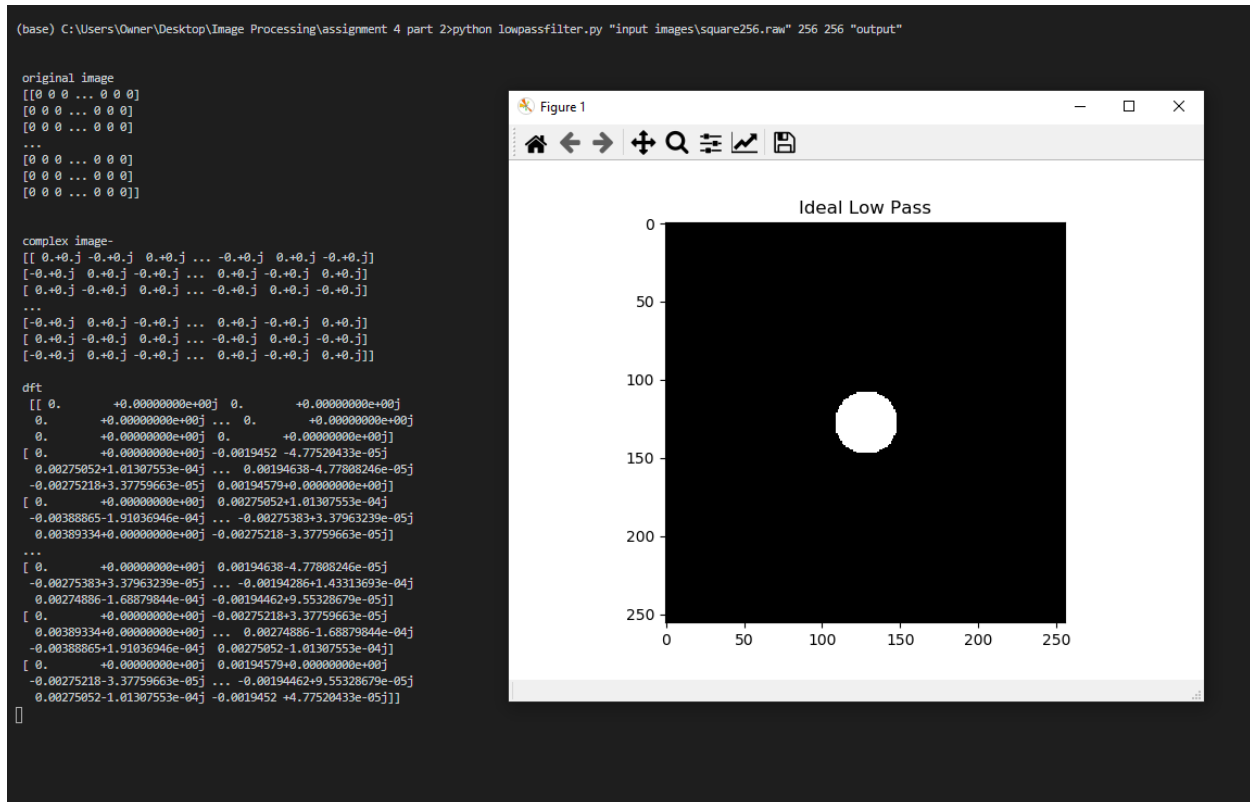 (base) C:\Users\Owner\Desktop\Image Processing\assignment 4 part 2>python lowpassfilter.py "input images\square256.raw" 256 256 "output"
original image
[[0 0 0 ... 0 0 0]
[0 0 0 ... 0 0 0]
[0 0 0 ... 0 0 0]
...
[0 0 0 ... 0 0 0]
[0 0 0 ... 0 0 0]
[0 0 0 ... 0 0 0]]
complex image-
[[ 0.+0.j -0.+0.j  0.+0.j ... -0.+0.j  0.+0.j -0.+0.j]
[-0.+0.j  0.+0.j -0.+0.j ...  0.+0.j -0.+0.j  0.+0.j]
[ 0.+0.j -0.+0.j  0.+0.j ... -0.+0.j  0.+0.j -0.+0.j]
...
[-0.+0.j  0.+0.j -0.+0.j ...  0.+0.j -0.+0.j  0.+0.j]
[ 0.+0.j -0.+0.j  0.+0.j ... -0.+0.j  0.+0.j -0.+0.j]
[-0.+0.j  0.+0.j -0.+0.j ...  0.+0.j -0.+0.j  0.+0.j]]
dft
[[ 0.        +0.00000000e+00j  0.        +0.00000000e+00j
0.        +0.00000000e+00j ...  0.        +0.00000000e+00j
0.        +0.00000000e+00j  0.        +0.00000000e+00j]
[ 0.        +0.00000000e+00j -0.0019452 -4.77520433e-05j
0.00275052+1.01307553e-04j ...  0.00194638-4.77808246e-05j
-0.00275218+3.37759663e-05j  0.00194579+0.00000000e+00j]
[ 0.        +0.00000000e+00j  0.00275052+1.01307553e-04j
-0.00388865-1.91036946e-04j ... -0.00275383+3.37963239e-05j
0.00389334+0.00000000e+00j -0.00275218-3.37759663e-05j]
...
[ 0.        +0.00000000e+00j  0.00194638-4.77808246e-05j
-0.00275383+3.37963239e-05j ... -0.00194286+1.43313693e-04j
0.00274886-1.68879844e-04j -0.00194462+9.55328679e-05j]
[ 0.        +0.00000000e+00j -0.00275218+3.37759663e-05j
0.00389334+0.00000000e+00j ...  0.00274886-1.68879844e-04j
-0.00388865+1.91036946e-04j  0.00275052-1.01307553e-04j]
[ 0.        +0.00000000e+00j  0.00194579+0.00000000e+00j
-0.00275218-3.37759663e-05j ... -0.00194462+9.55328679e-05j
0.00275052-1.01307553e-04j -0.0019452 +4.77520433e-05j]]
Figure 1
Ideal Low Pass
0
50
100
150
200
250
0 50 100 150 200 250